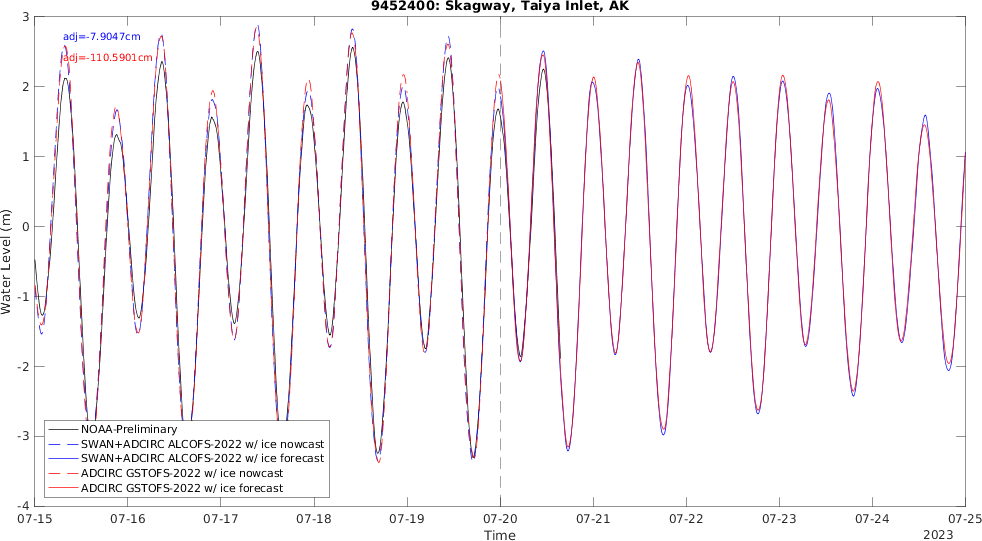 9452400: Skagway, Taiya Inlet, AK
adj=-7.9047cm
adj=-110.5901cm
Water Level (m)
3
2
1
0
-1
-2
-3
-4
NOAA-Preliminary
SWAN+ADCIRC ALCOFS-2022 w/ ice nowcast
SWAN+ADCIRC ALCOFS-2022 w/ ice forecast
ADCIRC GSTOFS-2022 w/ ice nowcast
ADCIRC GSTOFS-2022 w/ ice forecast
07-15 07-16 07-17 07-18 07-19 07-20 07-21 07-22 07-23 07-24 07-25
Time
2023